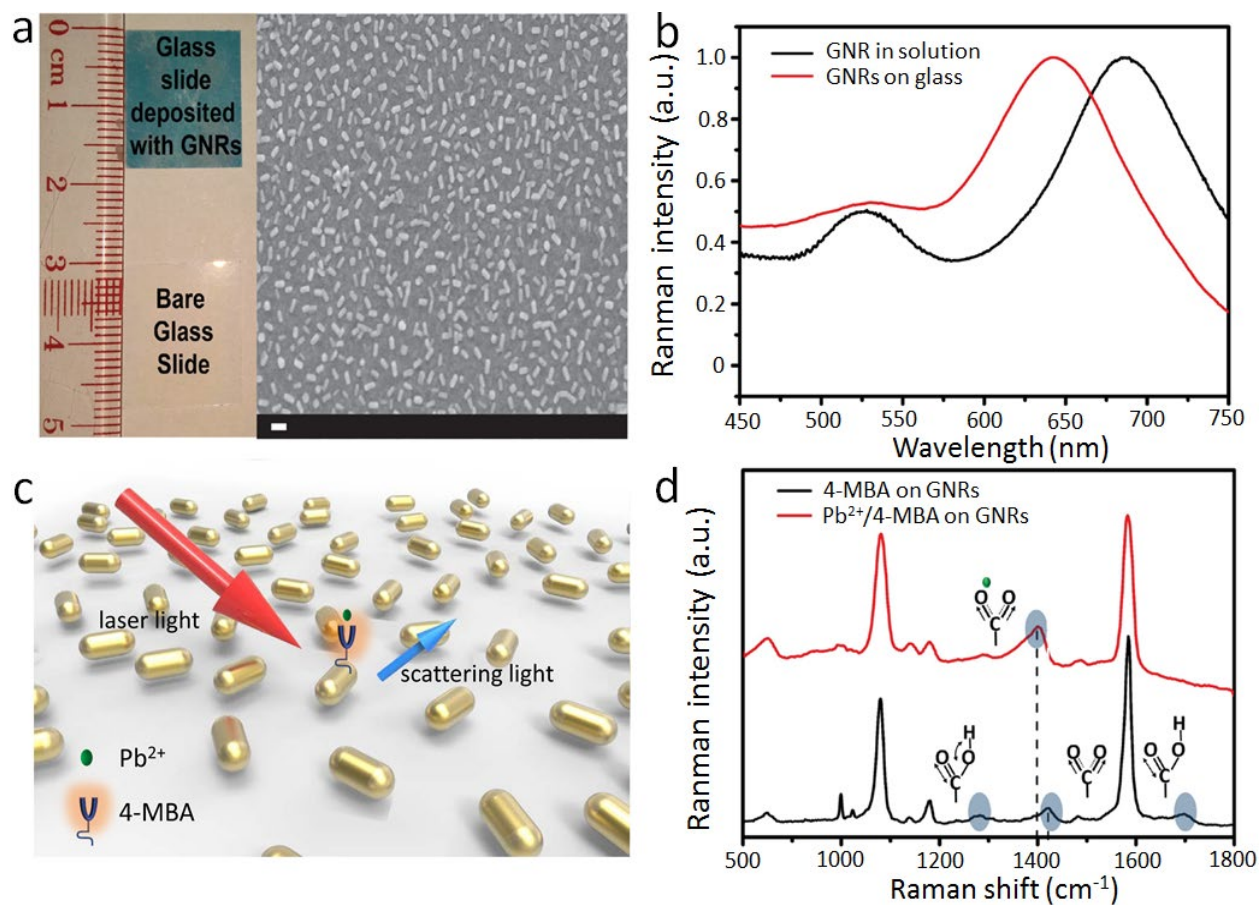 a
0 cm
1
2
3
4
5
Glass
slide
deposited
with GNRs
Bare
Glass
Slide
b
GNR in solution
GNRs on glass
Ranman intensity (a.u.)
1.0
0.8
0.6
0.4
0.2
0
450 500 550 600 650 700 750
Wavelength (nm)
c
laser light
scattering light
Pb²⁺
4-MBA
d
4-MBA on GNRs
Pb²⁺/4-MBA on GNRs
Ranman intensity (a.u.)
O O
C
H
O O
C
O O
C
H
O O
C
500 1000 1200 1400 1600 1800
Raman shift (cm⁻¹)